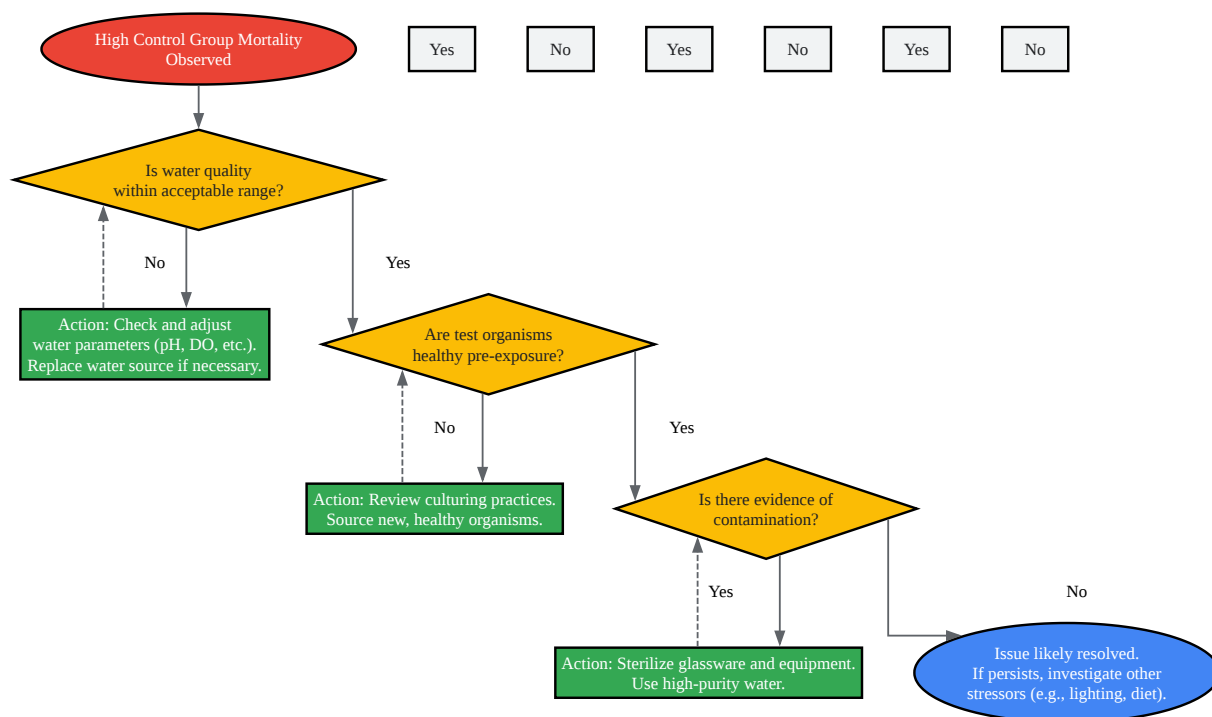 High Control Group Mortality
Observed
Yes
No
Yes
No
Yes
No
Is water quality
within acceptable range?
No
Yes
Action: Check and adjust
water parameters (pH, DO, etc.).
Replace water source if necessary.
Are test organisms
healthy pre-exposure?
No
Yes
Action: Review culturing practices.
Source new, healthy organisms.
Is there evidence of
contamination?
Yes
No
Action: Sterilize glassware and equipment.
Use high-purity water.
Issue likely resolved.
If persists, investigate other
stressors (e.g., lighting, diet).